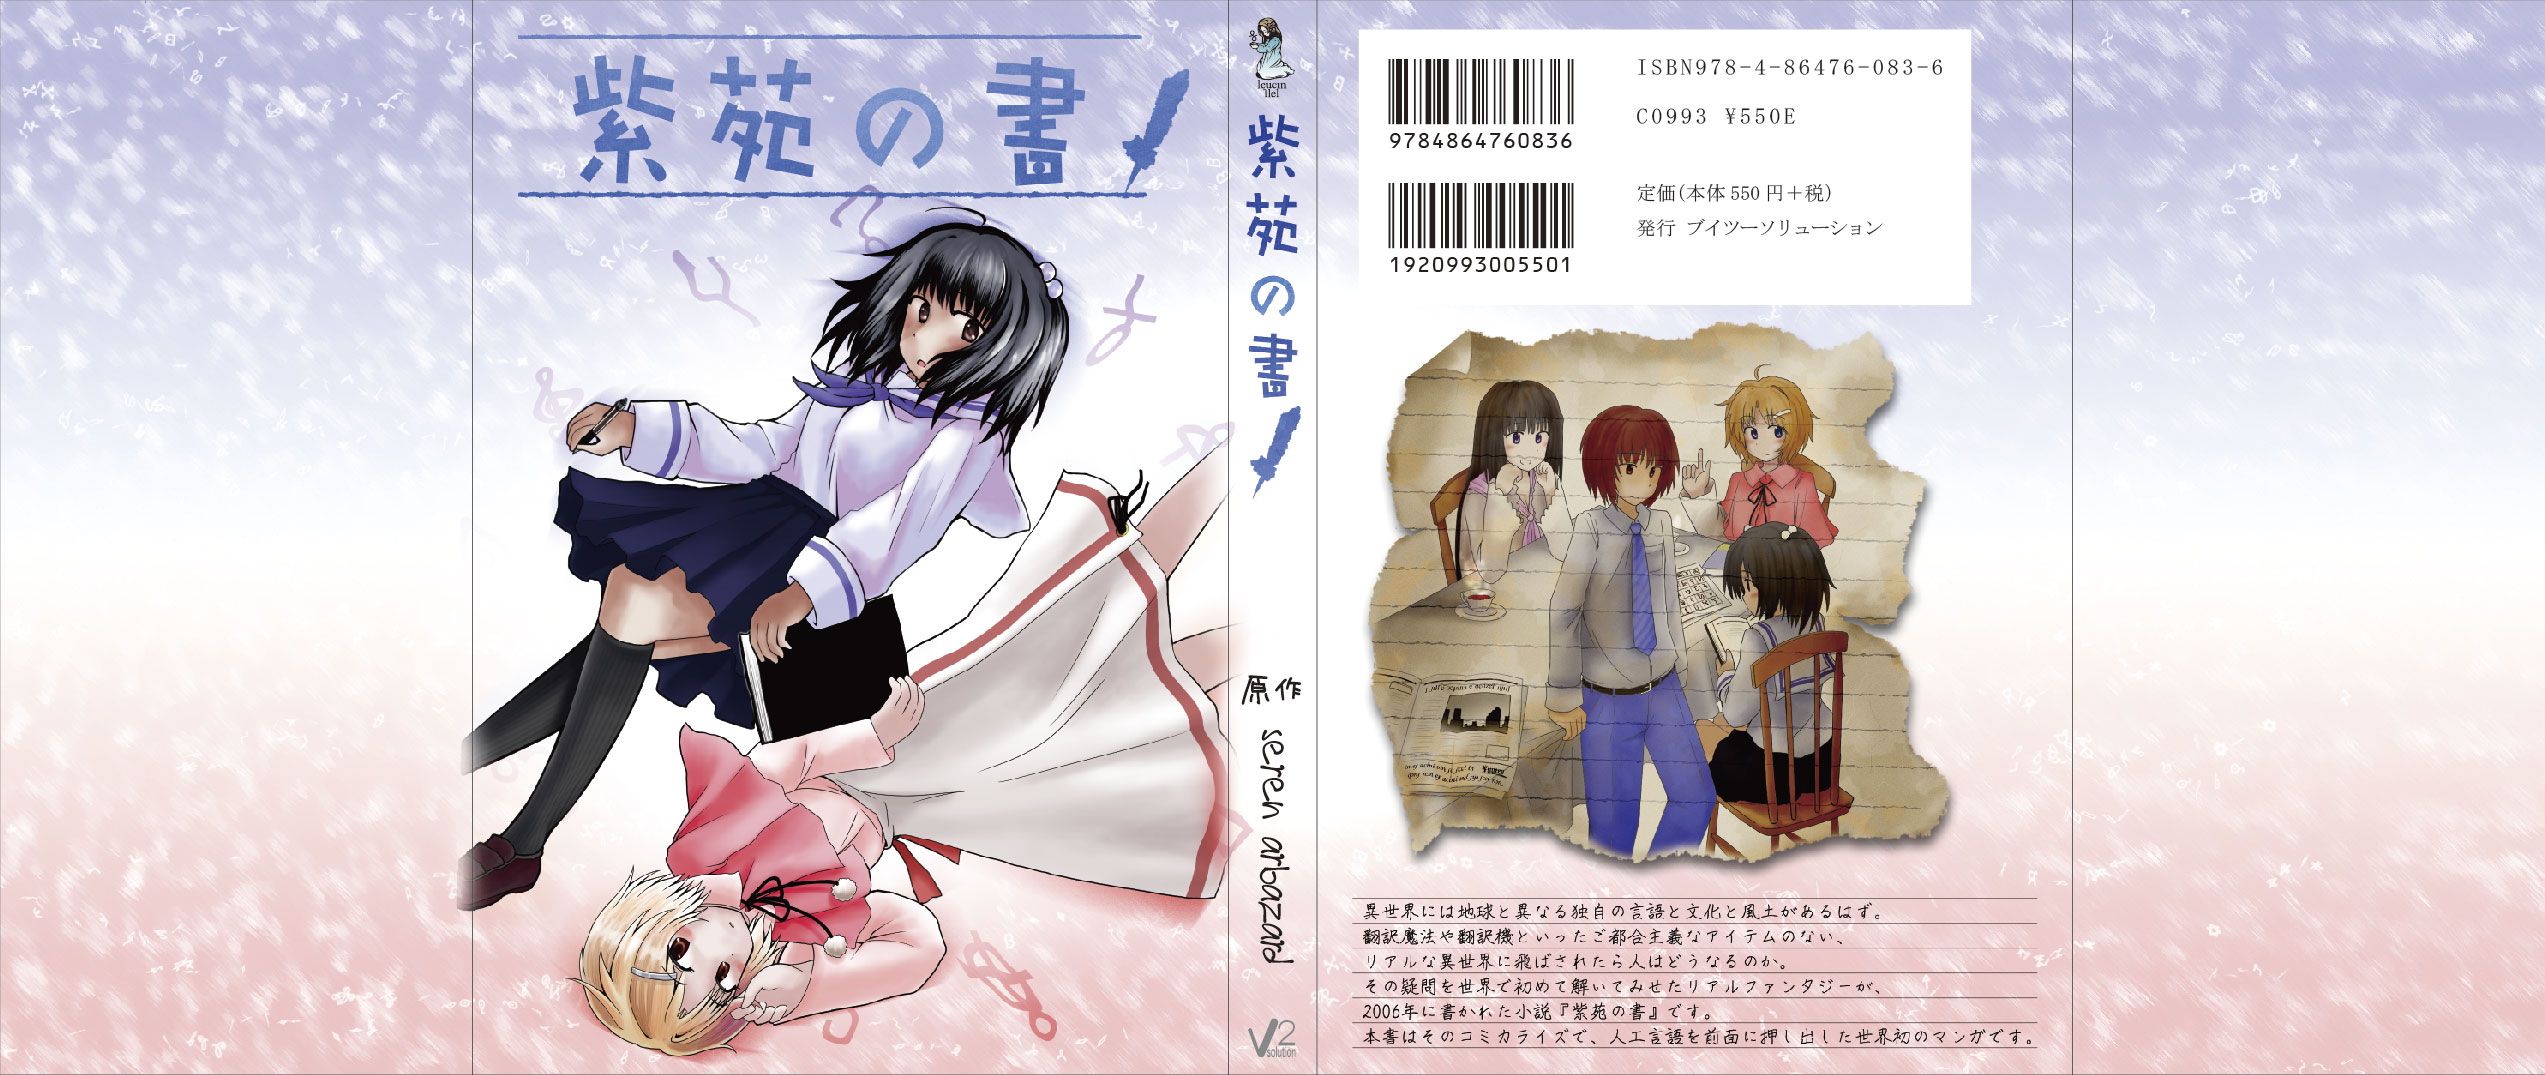 紫苑の書
leucin
llel
紫苑の書
原作 seren arbazard
V2
solution
ISBN978-4-86476-083-6
C0993 ¥550E
9784864760836
定価(本体550円+税)
発行 ブイツーソリューション
1920993005501
異世界には地球と異なる独自の言語と文化と風土があるはず。
翻訳魔法や翻訳機といったご都合主義なアイテムのない、
リアルな異世界に飛ばされたら人はどうなるのか。
その疑問を世界で初めて解いてみせたリアルファンタジーが、
2006年に書かれた小説『紫苑の書』です。
本書はそのコミカライズで、人工言語を前面に押し出した世界初のマンガです。